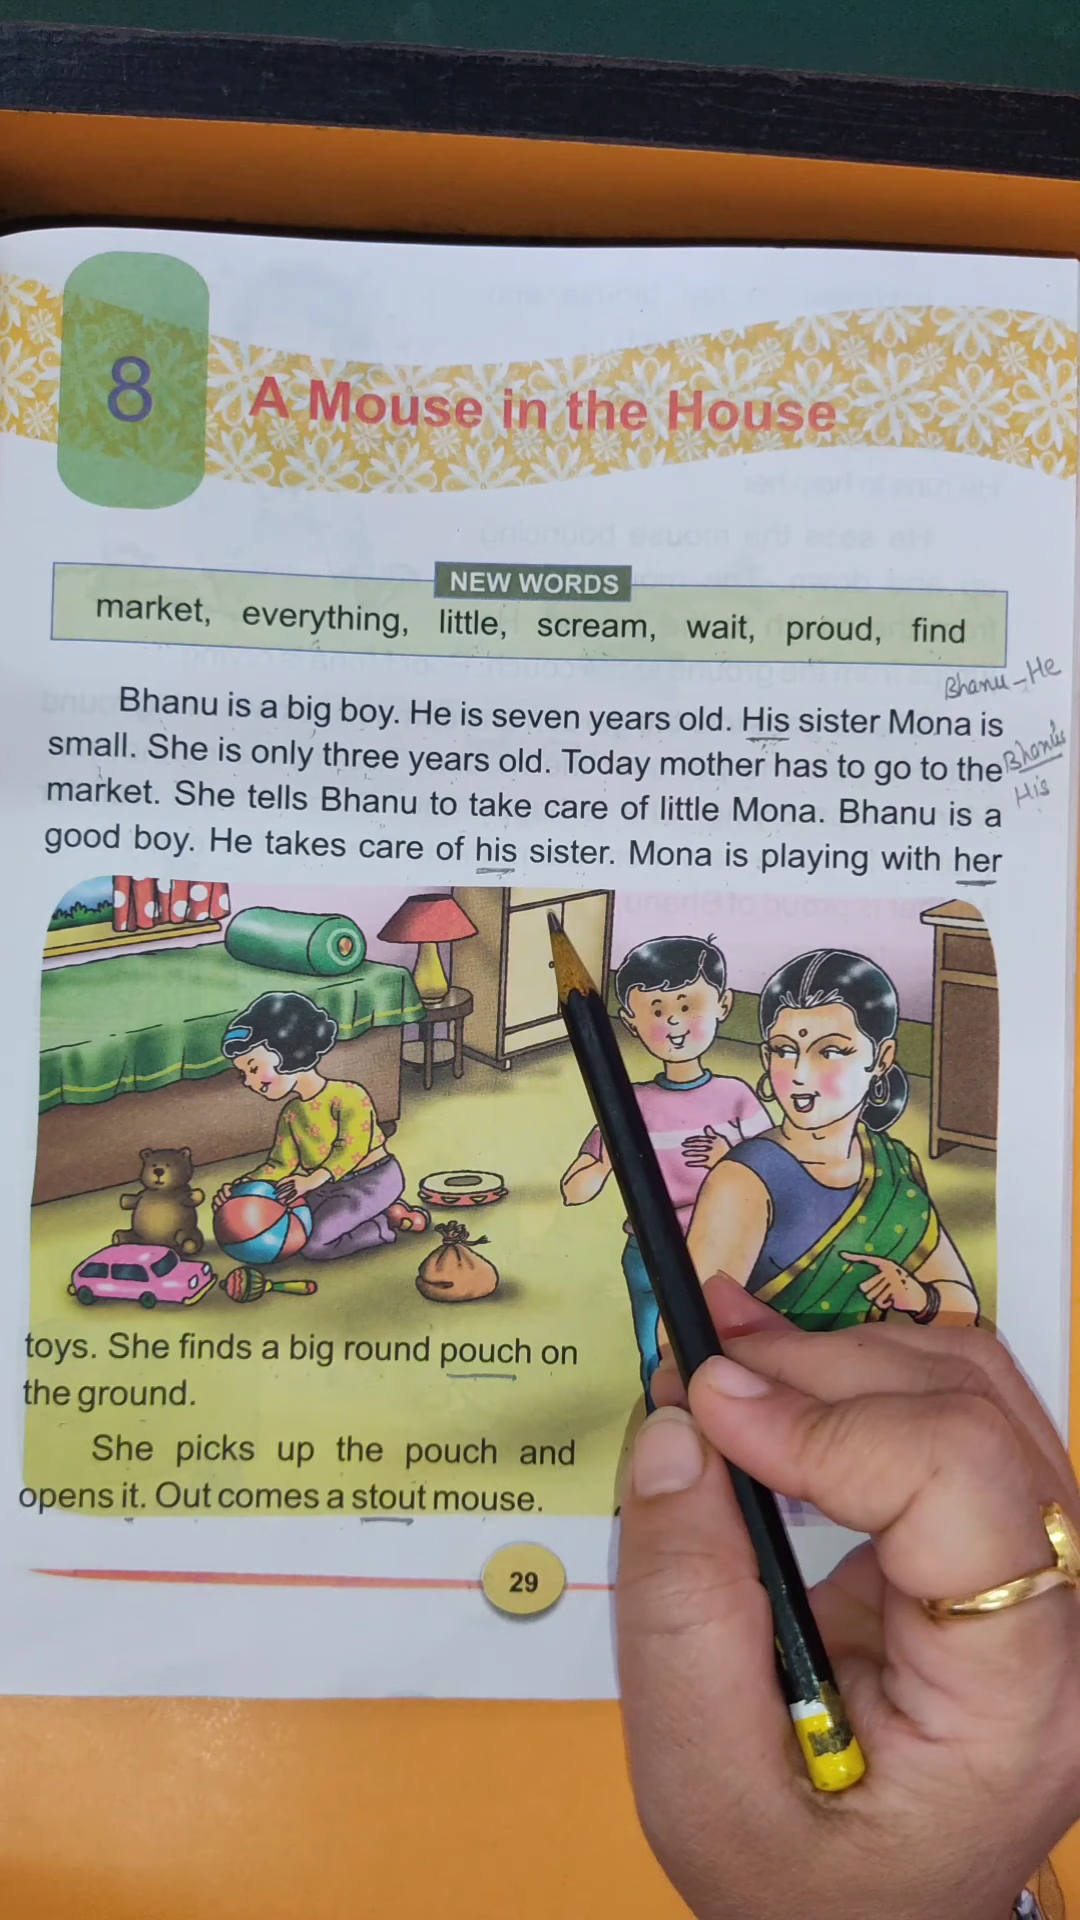 8
A Mouse in the House
NEW WORDS
market, everything, little, scream, wait, proud, find
Bhanu - He
Bhanu is a big boy. He is seven years old. His sister Mona is
small. She is only three years old. Today mother has to go to the
Bhanu's
His
market. She tells Bhanu to take care of little Mona. Bhanu is a
good boy. He takes care of his sister. Mona is playing with her
toys. She finds a big round pouch on
the ground.
She picks up the pouch and
opens it. Out comes a stout mouse.
29